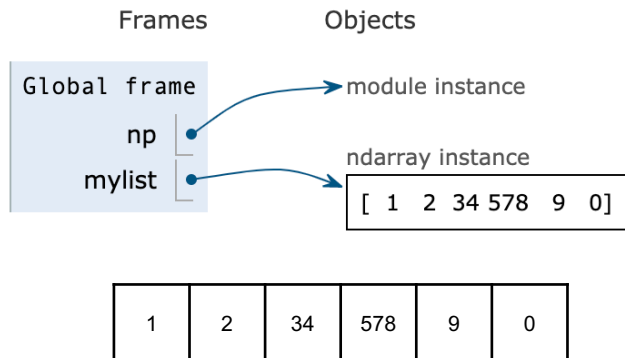 Frames Objects
Global frame
module instance
np
ndarray instance
mylist
[ 1 2 34 578 9 0]
1 2 34 578 9 0